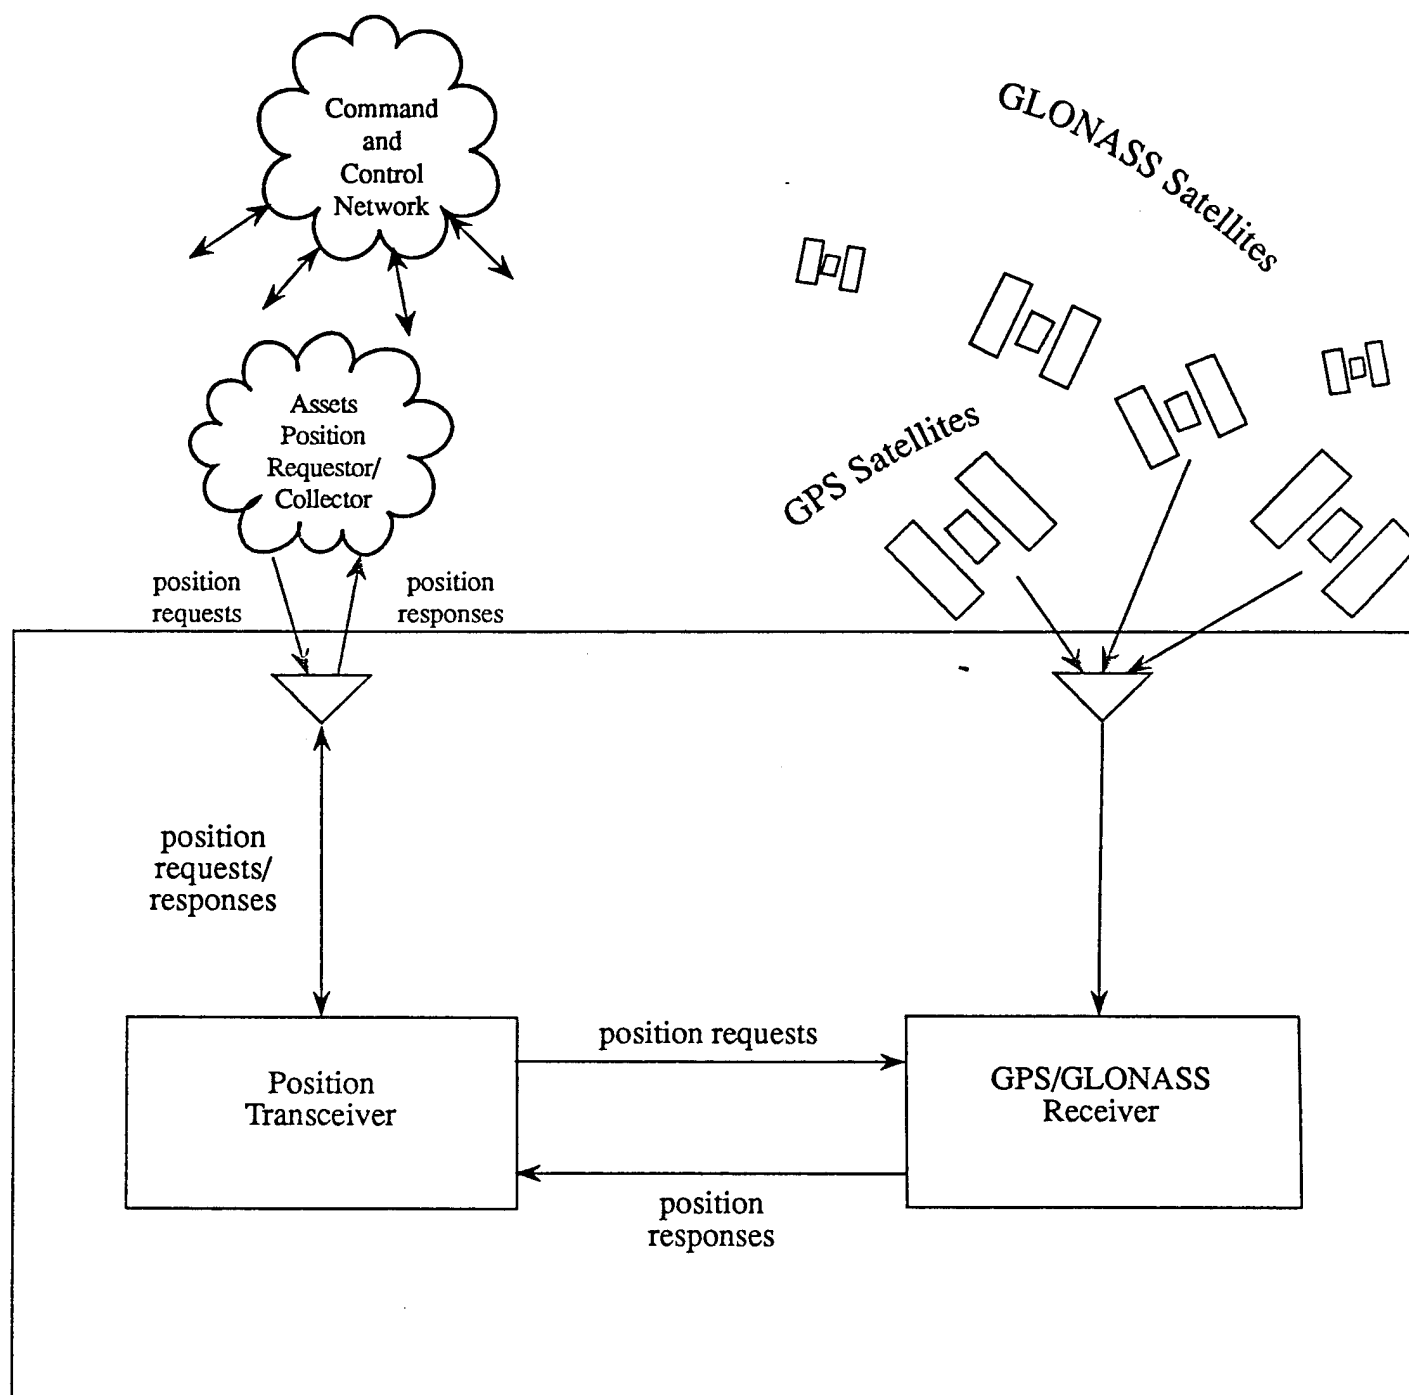 Command
and
Control
Network
GLONASS Satellites
Assets
Position
Requestor/
Collector
GPS Satellites
position
requests
position
responses
position
requests/
responses
position requests
Position
Transceiver
GPS/GLONASS
Receiver
position
responses